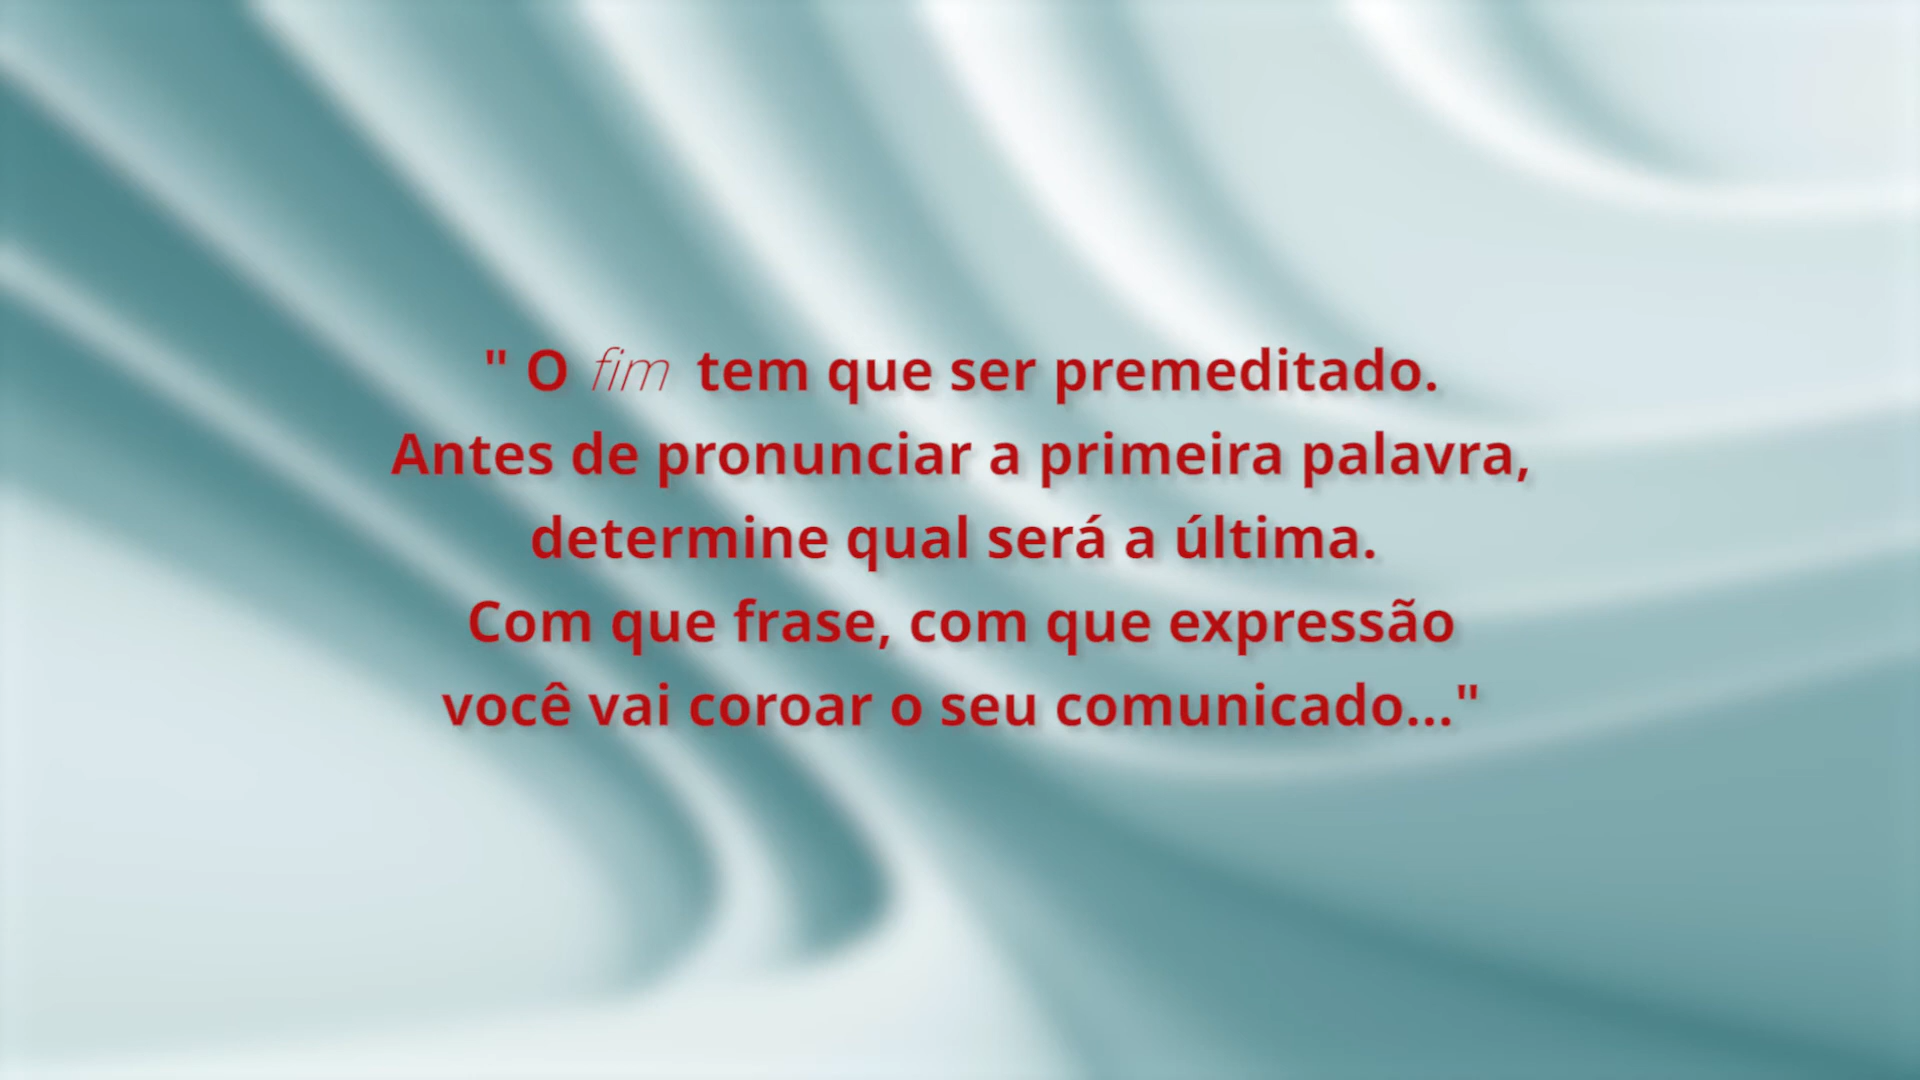 " O fim tem que ser premeditado.
Antes de pronunciar a primeira palavra,
determine qual será a última.
Com que frase, com que expressão
você vai coroar o seu comunicado..."